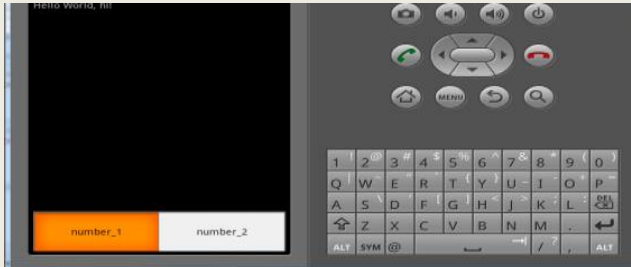 Hello World, hi!
MENU
1 ! 2 @ 3 # 4 $ 5 % 6 ^ 7 & 8 * 9 ( 0 )
Q | W ~ E " R ` T { Y } U - I - O + P =
A S \ D ' F [ G ] H < J > K ; L : DEL
Z X C V B N M .
ALT SYM @ / ? , ALT
number_1 number_2